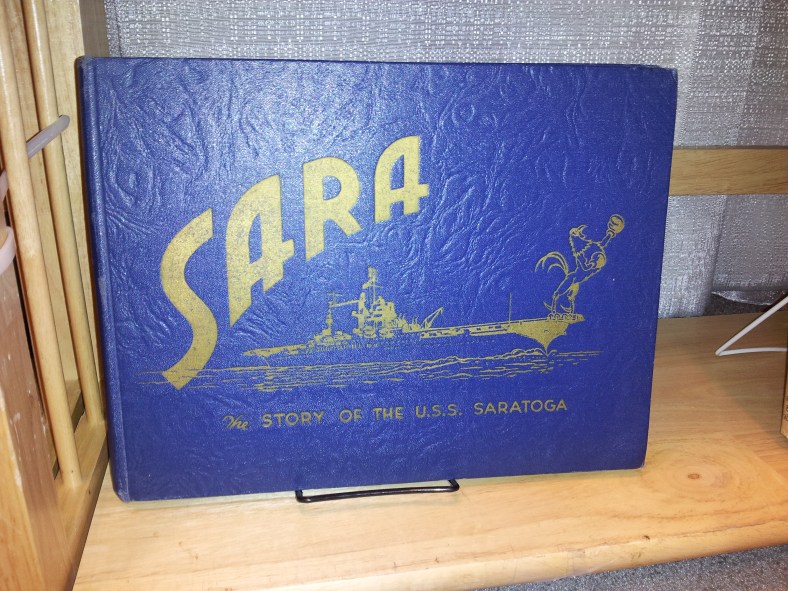 SARA
The STORY OF THE U.S.S. SARATOGA